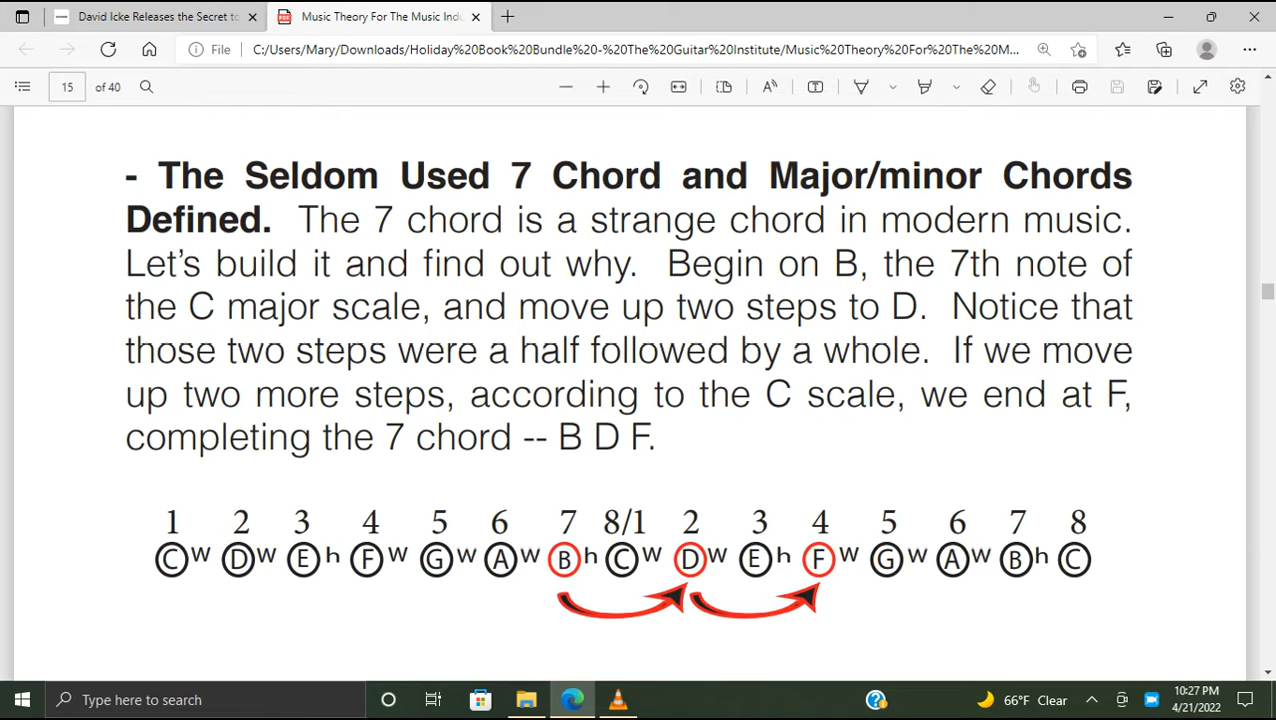 David Icke Releases the Secret to
Music Theory For The Music Ind
File C:/Users/Mary/Downloads/Holiday%20Book%20Bundle%20-%20The%20Guitar%20Institute/Music%20Theory%20For%20The%20M...
15 of 40
- The Seldom Used 7 Chord and Major/minor Chords
Defined. The 7 chord is a strange chord in modern music.
Let's build it and find out why. Begin on B, the 7th note of
the C major scale, and move up two steps to D. Notice that
those two steps were a half followed by a whole. If we move
up two more steps, according to the C scale, we end at F,
completing the 7 chord -- B D F.
1 2 3 4 5 6 7 8/1 2 3 4 5 6 7 8
C W D W E h F W G W A W B h C W D W E h F W G W A W B h C
Type here to search
66°F Clear
10:27 PM
4/21/2022